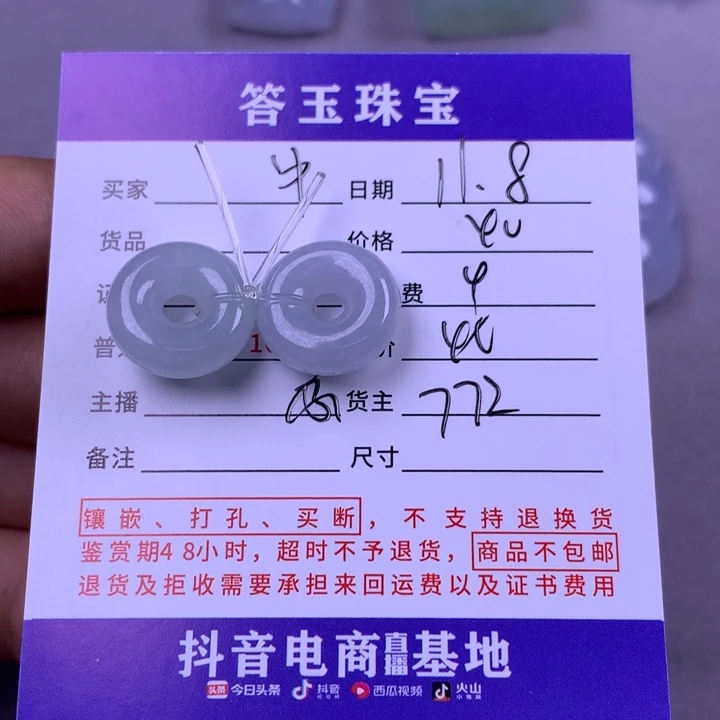 答玉珠宝
买家 日期 11.8
货品 价格
费
主播 货主 772
备注 尺寸
镶嵌、打孔、买断，不支持退换货
鉴赏期48小时，超时不予退货，商品不包邮
退货及拒收需要承担来回运费以及证书费用
抖音电商直播基地
头条 今日头条 抖音 西瓜视频 火山